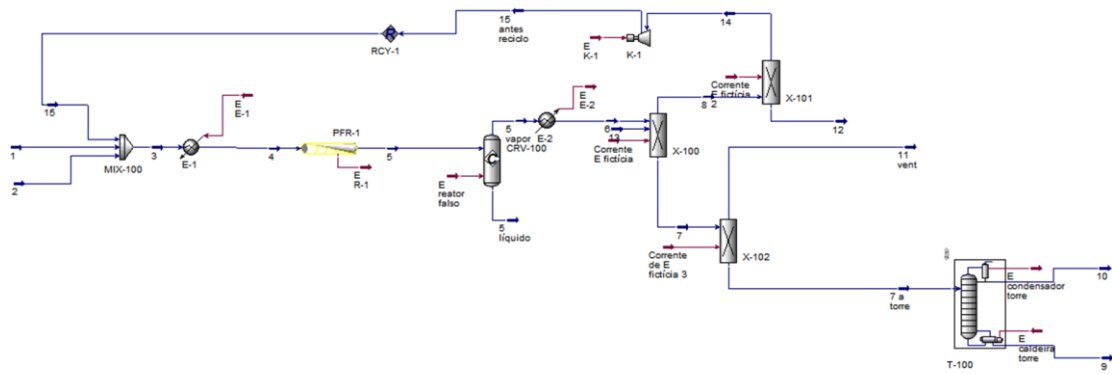 15
antes
reciclo
14
RCY-1
E
K-1
K-1
15
Corrente
E fictícia
8 2
X-101
12
E
E-1
E
E-2
1
3
MIX-100
E-1
4
PFR-1
5
5
vapor
CRV-100
E-2
6
13
Corrente
E fictícia
X-100
2
E
R-1
E
reator
falso
5
líquido
11
vent
7
Corrente
de E
fictícia 3
X-102
7 a
torre
E
condensador
torre
10
E
caldeira
torre
T-100
9